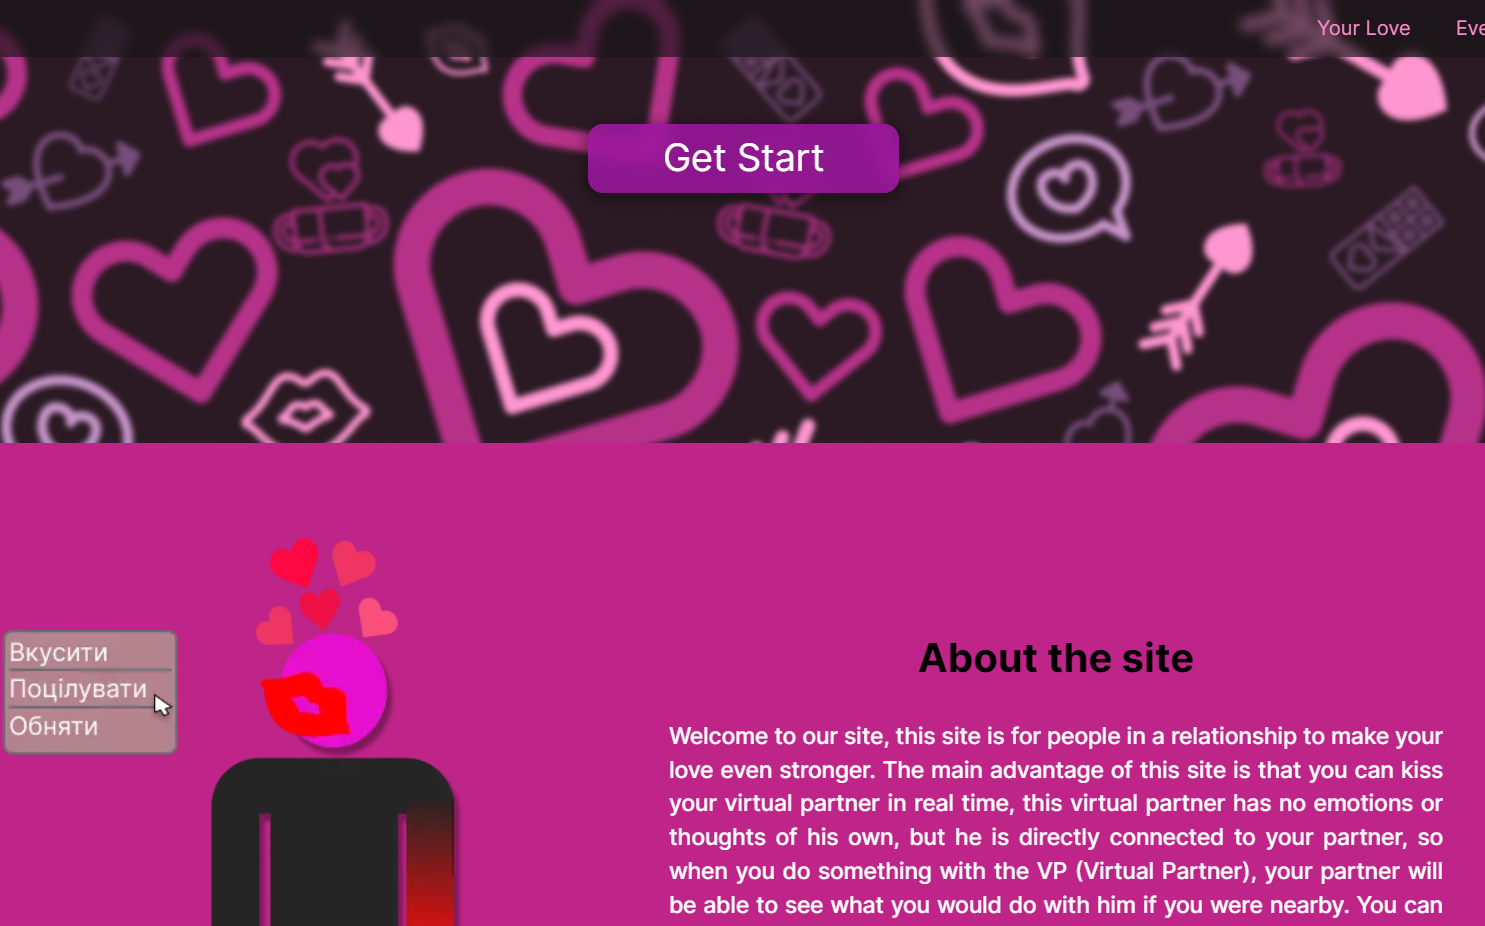 Your Love Eve
Get Start
Вкусити
Поцілувати
Обняти
About the site
Welcome to our site, this site is for people in a relationship to make your
love even stronger. The main advantage of this site is that you can kiss
your virtual partner in real time, this virtual partner has no emotions or
thoughts of his own, but he is directly connected to your partner, so
when you do something with the VP (Virtual Partner), your partner will
be able to see what you would do with him if you were nearby. You can